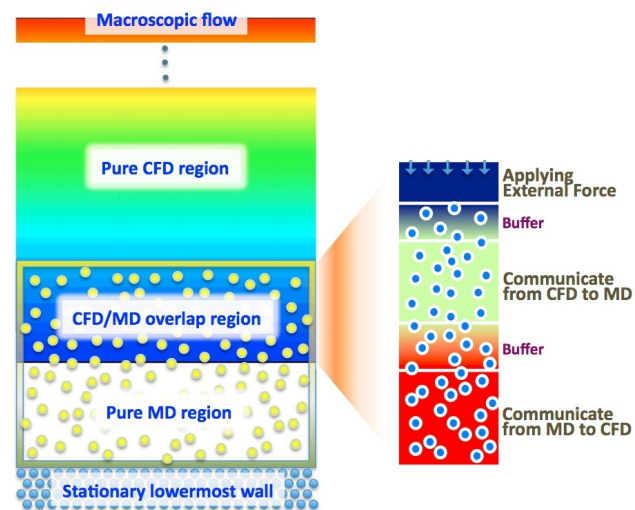 Macroscopic flow
Pure CFD region
CFD/MD overlap region
Pure MD region
Stationary lowermost wall
Applying
External Force
Buffer
Communicate
from CFD to MD
Buffer
Communicate
from MD to CFD